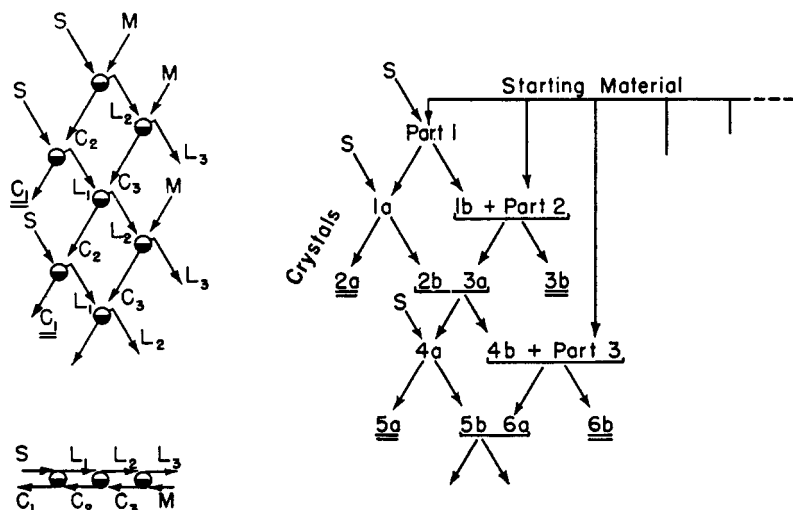 S M
S L₂ M
C₂
L₃
C₁ L₁ C₃ M
S
C₂ L₂
L₁ C₃ L₃
C₁
L₂
S L₁ L₂ L₃
C₁ C₂ C₃ M
S Starting Material
Part 1
S
1a 1b + Part 2
Crystals
2a 2b 3a 3b
S
4a 4b + Part 3
5a 5b 6a 6b